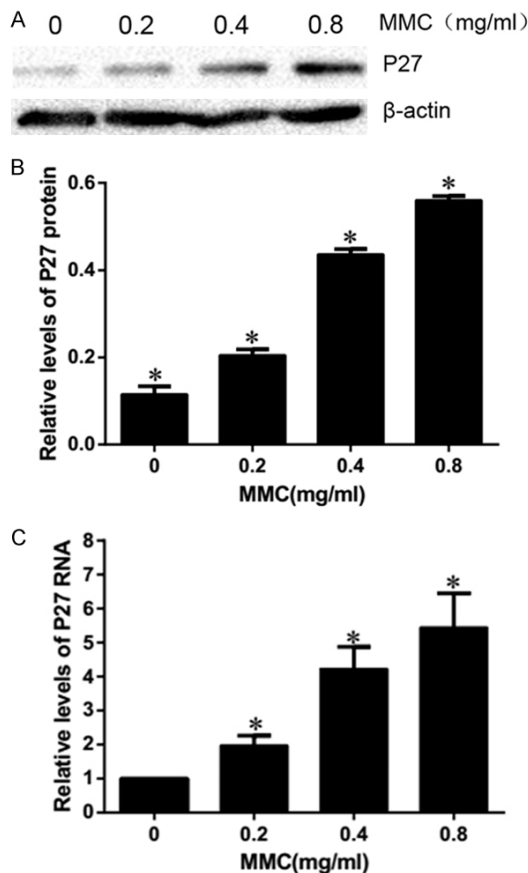 A
0 0.2 0.4 0.8 MMC（mg/ml）
P27
β-actin
B
Relative levels of P27 protein
0.6
0.4
0.2
0.0
*
*
*
*
0 0.2 0.4 0.8
MMC(mg/ml)
C
Relative levels of P27 RNA
8
7
6
5
4
3
2
1
0
*
*
*
0 0.2 0.4 0.8
MMC(mg/ml)